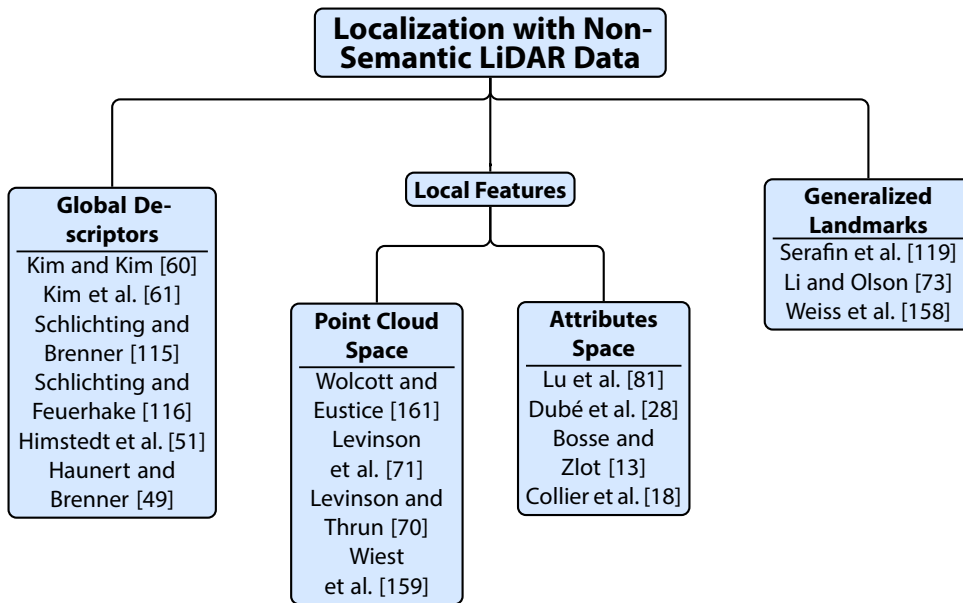 Localization with Non-
Semantic LiDAR Data
Global De-
scriptors
Kim and Kim [60]
Kim et al. [61]
Schlichting and
Brenner [115]
Schlichting and
Feuerhake [116]
Himstedt et al. [51]
Haunert and
Brenner [49]
Local Features
Point Cloud
Space
Wolcott and
Eustice [161]
Levinson
et al. [71]
Levinson and
Thrun [70]
Wiest
et al. [159]
Attributes
Space
Lu et al. [81]
Dubé et al. [28]
Bosse and
Zlot [13]
Collier et al. [18]
Generalized
Landmarks
Serafin et al. [119]
Li and Olson [73]
Weiss et al. [158]